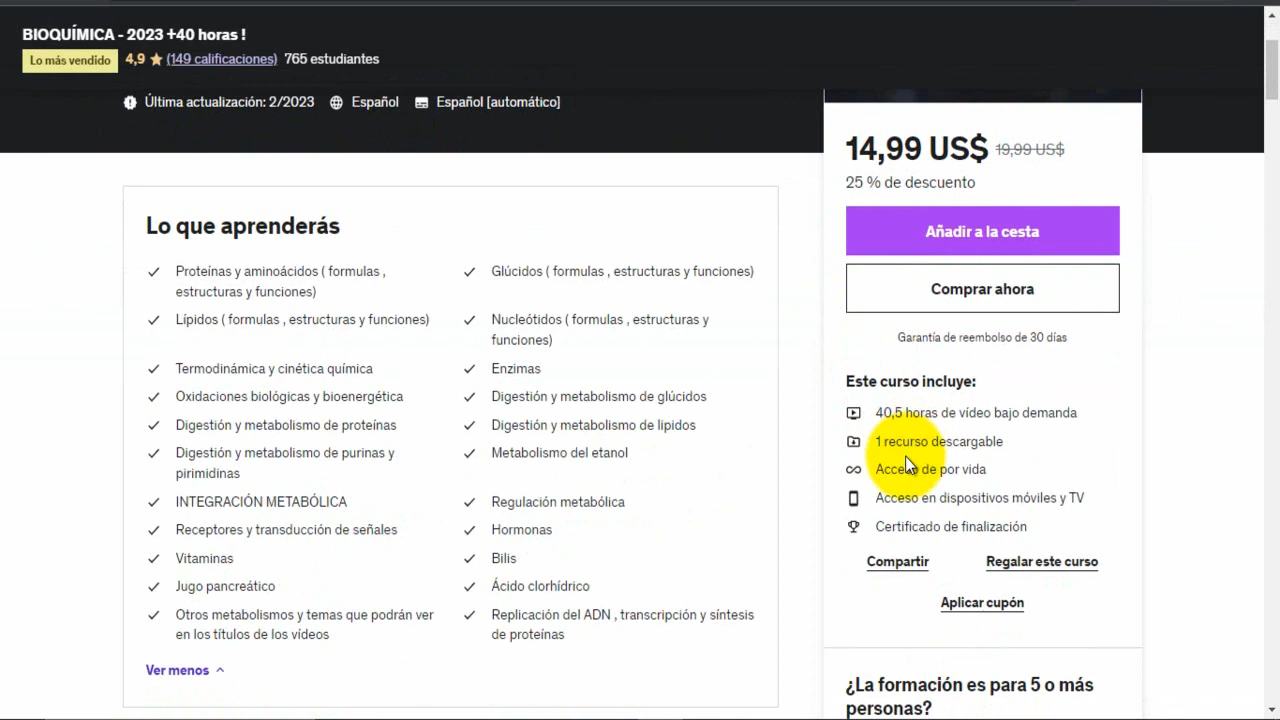 BIOQUÍMICA - 2023 +40 horas !
Lo más vendido 4,9 (149 calificaciones) 765 estudiantes
Última actualización: 2/2023 Español Español [automático]
14,99 US$ 19,99 US$
25 % de descuento
Añadir a la cesta
Comprar ahora
Garantía de reembolso de 30 días
Este curso incluye:
40,5 horas de vídeo bajo demanda
1 recurso descargable
Acceso de por vida
Acceso en dispositivos móviles y TV
Certificado de finalización
Compartir Regalar este curso
Aplicar cupón
¿La formación es para 5 o más
personas?
Lo que aprenderás
Proteínas y aminoácidos ( formulas ,
estructuras y funciones)
Glúcidos ( formulas , estructuras y funciones)
Lípidos ( formulas , estructuras y funciones)
Nucleótidos ( formulas , estructuras y
funciones)
Termodinámica y cinética química
Enzimas
Oxidaciones biológicas y bioenergética
Digestión y metabolismo de glúcidos
Digestión y metabolismo de proteínas
Digestión y metabolismo de lipidos
Digestión y metabolismo de purinas y
pirimidinas
Metabolismo del etanol
INTEGRACIÓN METABÓLICA
Regulación metabólica
Receptores y transducción de señales
Hormonas
Vitaminas
Bilis
Jugo pancreático
Ácido clorhídrico
Otros metabolismos y temas que podrán ver
en los títulos de los vídeos
Replicación del ADN , transcripción y síntesis
de proteínas
Ver menos